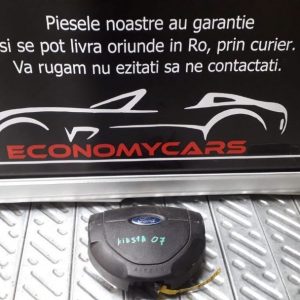 Piesele noastre au garantie
si se pot livra oriunde in Ro, prin curier.
Va rugam nu ezitati sa ne contactati.
ECONOMYCARS
Ford
FIESTA 07